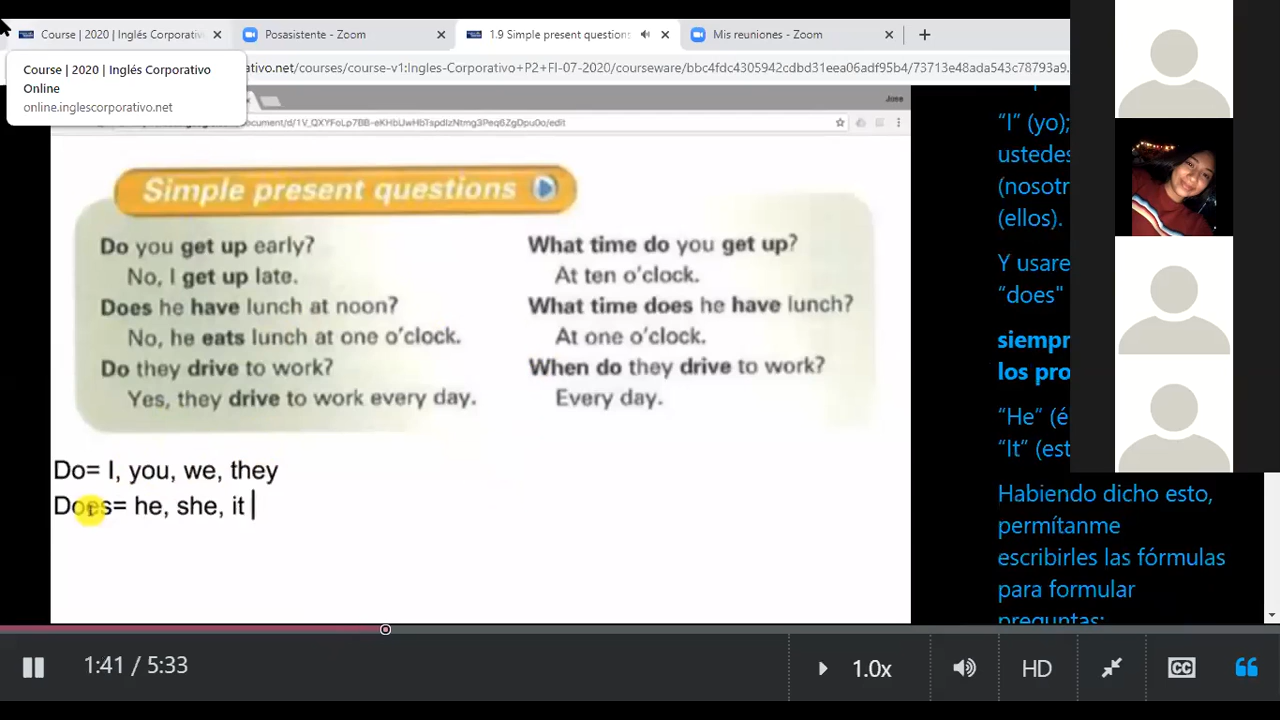 Course | 2020 | Inglés Corporativ
Posasistente - Zoom
1.9 Simple present questions
Mis reuniones - Zoom
Course | 2020 | Inglés Corporativo
Online
online.inglescorporativo.net
ativo.net/courses/course-v1:Ingles-Corporativo+P2+FI-07-2020/courseware/bbc4fdc4305942cdbd31eea06adf95b4/73713e48ada543c78793a9.
Simple present questions
Do you get up early?
No, I get up late.
Does he have lunch at noon?
No, he eats lunch at one o'clock.
Do they drive to work?
Yes, they drive to work every day.
What time do you get up?
At ten o'clock.
What time does he have lunch?
At one o'clock.
When do they drive to work?
Every day.
Do= I, you, we, they
Does= he, she, it
“I” (yo);
ustedes
(nosotr
(ellos).
Y usare
“does"
siempr
los pro
“He” (é
“It” (est
Habiendo dicho esto,
permítanme
escribirles las fórmulas
para formular
preguntas:
1:41 / 5:33
1.0x
HD
CC